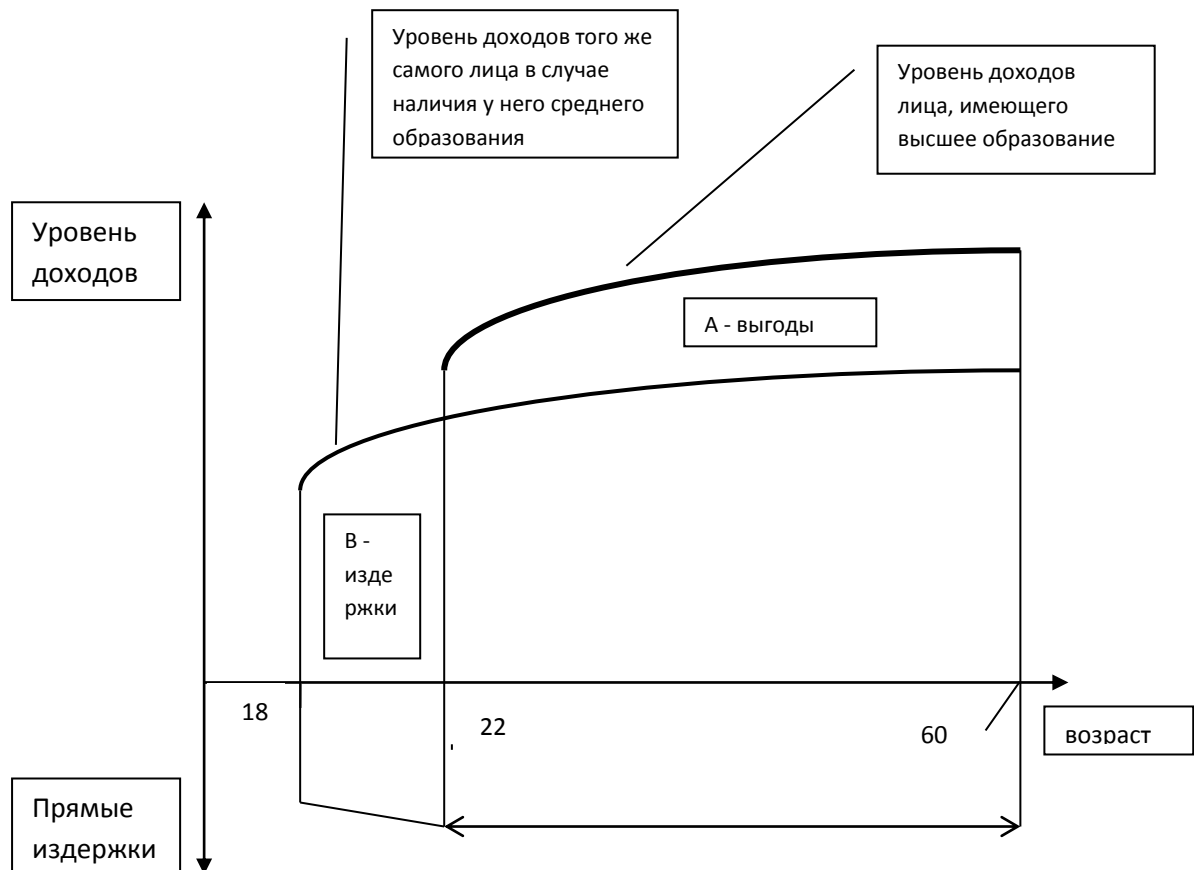 Уровень доходов того же
самого лица в случае
наличия у него среднего
образования
Уровень доходов
лица, имеющего
высшее образование
Уровень
доходов
А - выгоды
В -
изде
ржки
18
22
60
возраст
Прямые
издержки